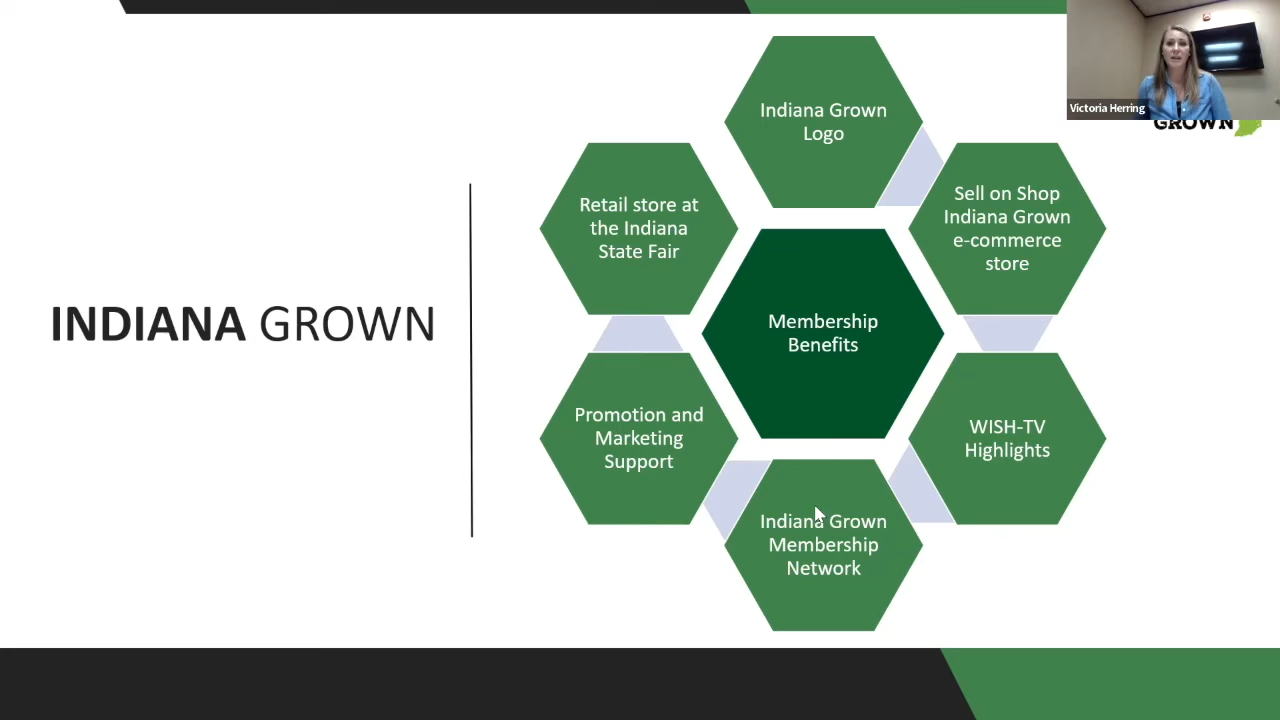 INDIANA GROWN
Indiana Grown
Logo
Sell on Shop
Indiana Grown
e-commerce
store
WISH-TV
Highlights
Indiana Grown
Membership
Network
Promotion and
Marketing
Support
Retail store at
the Indiana
State Fair
Membership
Benefits
Victoria Herring
GROWN